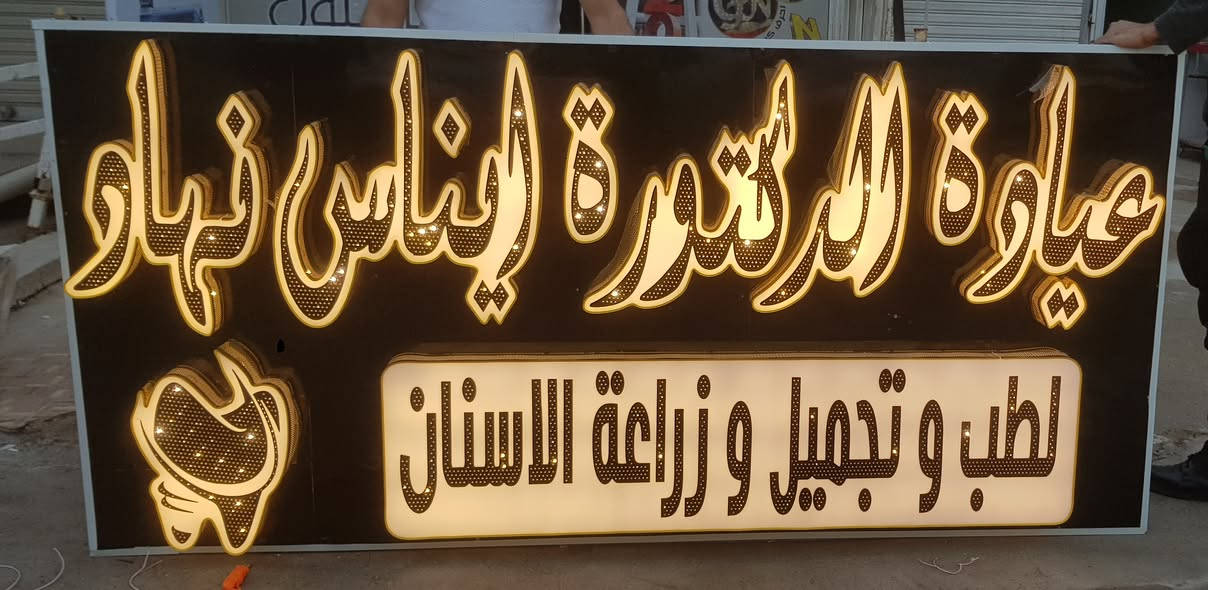 عيادة الدكتورة ايناس نهاد
لطب و تجميل و زراعة الاسنان